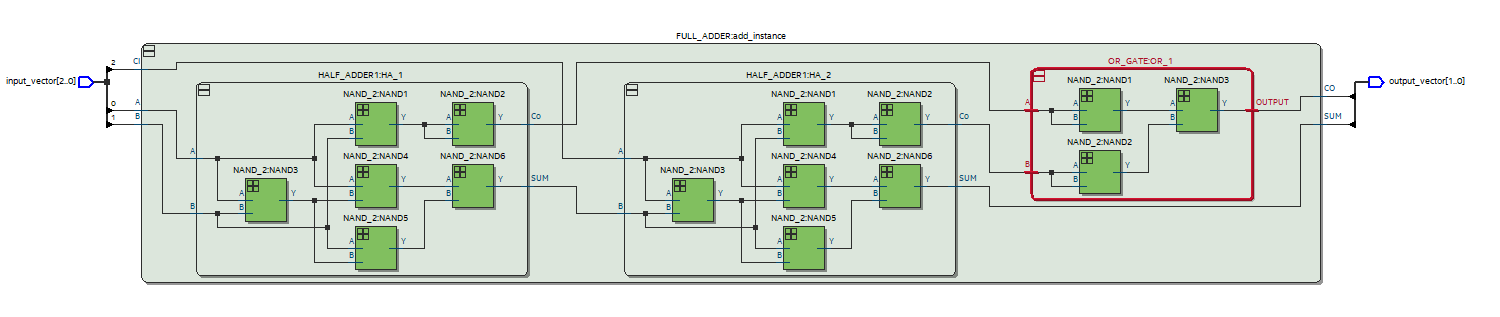 FULL_ADDER:add_instance
input_vector[2..0]
2
0
1
CI
A
B
HALF_ADDER1:HA_1
A
B
NAND_2:NAND3
A
B
Y
NAND_2:NAND1
A
B
Y
NAND_2:NAND2
A
B
Y
NAND_2:NAND4
A
B
Y
NAND_2:NAND6
A
B
Y
NAND_2:NAND5
A
B
Y
Co
SUM
HALF_ADDER1:HA_2
A
B
NAND_2:NAND3
A
B
Y
NAND_2:NAND1
A
B
Y
NAND_2:NAND2
A
B
Y
NAND_2:NAND4
A
B
Y
NAND_2:NAND6
A
B
Y
NAND_2:NAND5
A
B
Y
Co
SUM
OR_GATE:OR_1
A
B
NAND_2:NAND1
A
B
Y
NAND_2:NAND3
A
B
Y
NAND_2:NAND2
A
B
Y
OUTPUT
CO
SUM
output_vector[1..0]